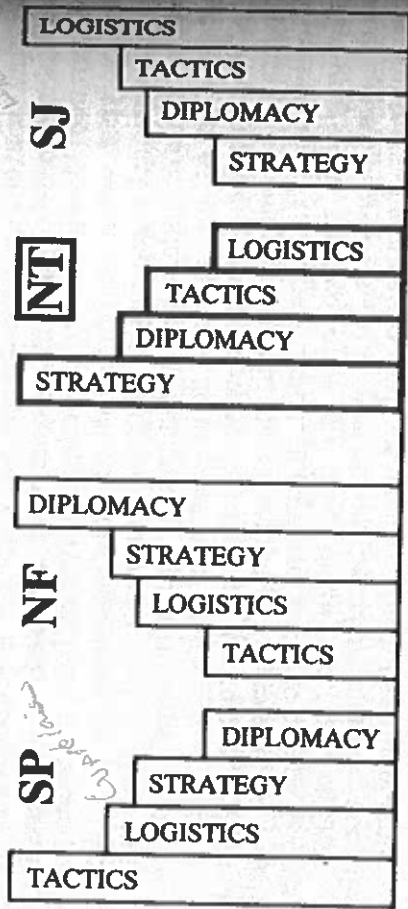 SJ
LOGISTICS
TACTICS
DIPLOMACY
STRATEGY
NT
LOGISTICS
TACTICS
DIPLOMACY
STRATEGY
NF
DIPLOMACY
STRATEGY
LOGISTICS
TACTICS
SP
DIPLOMACY
STRATEGY
LOGISTICS
TACTICS